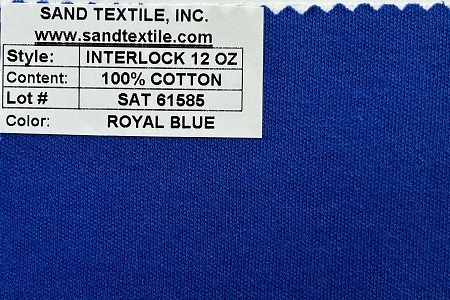 SAND TEXTILE, INC.
www.sandtextile.com
Style: INTERLOCK 12 OZ
Content: 100% COTTON
Lot # SAT 61585
Color: ROYAL BLUE